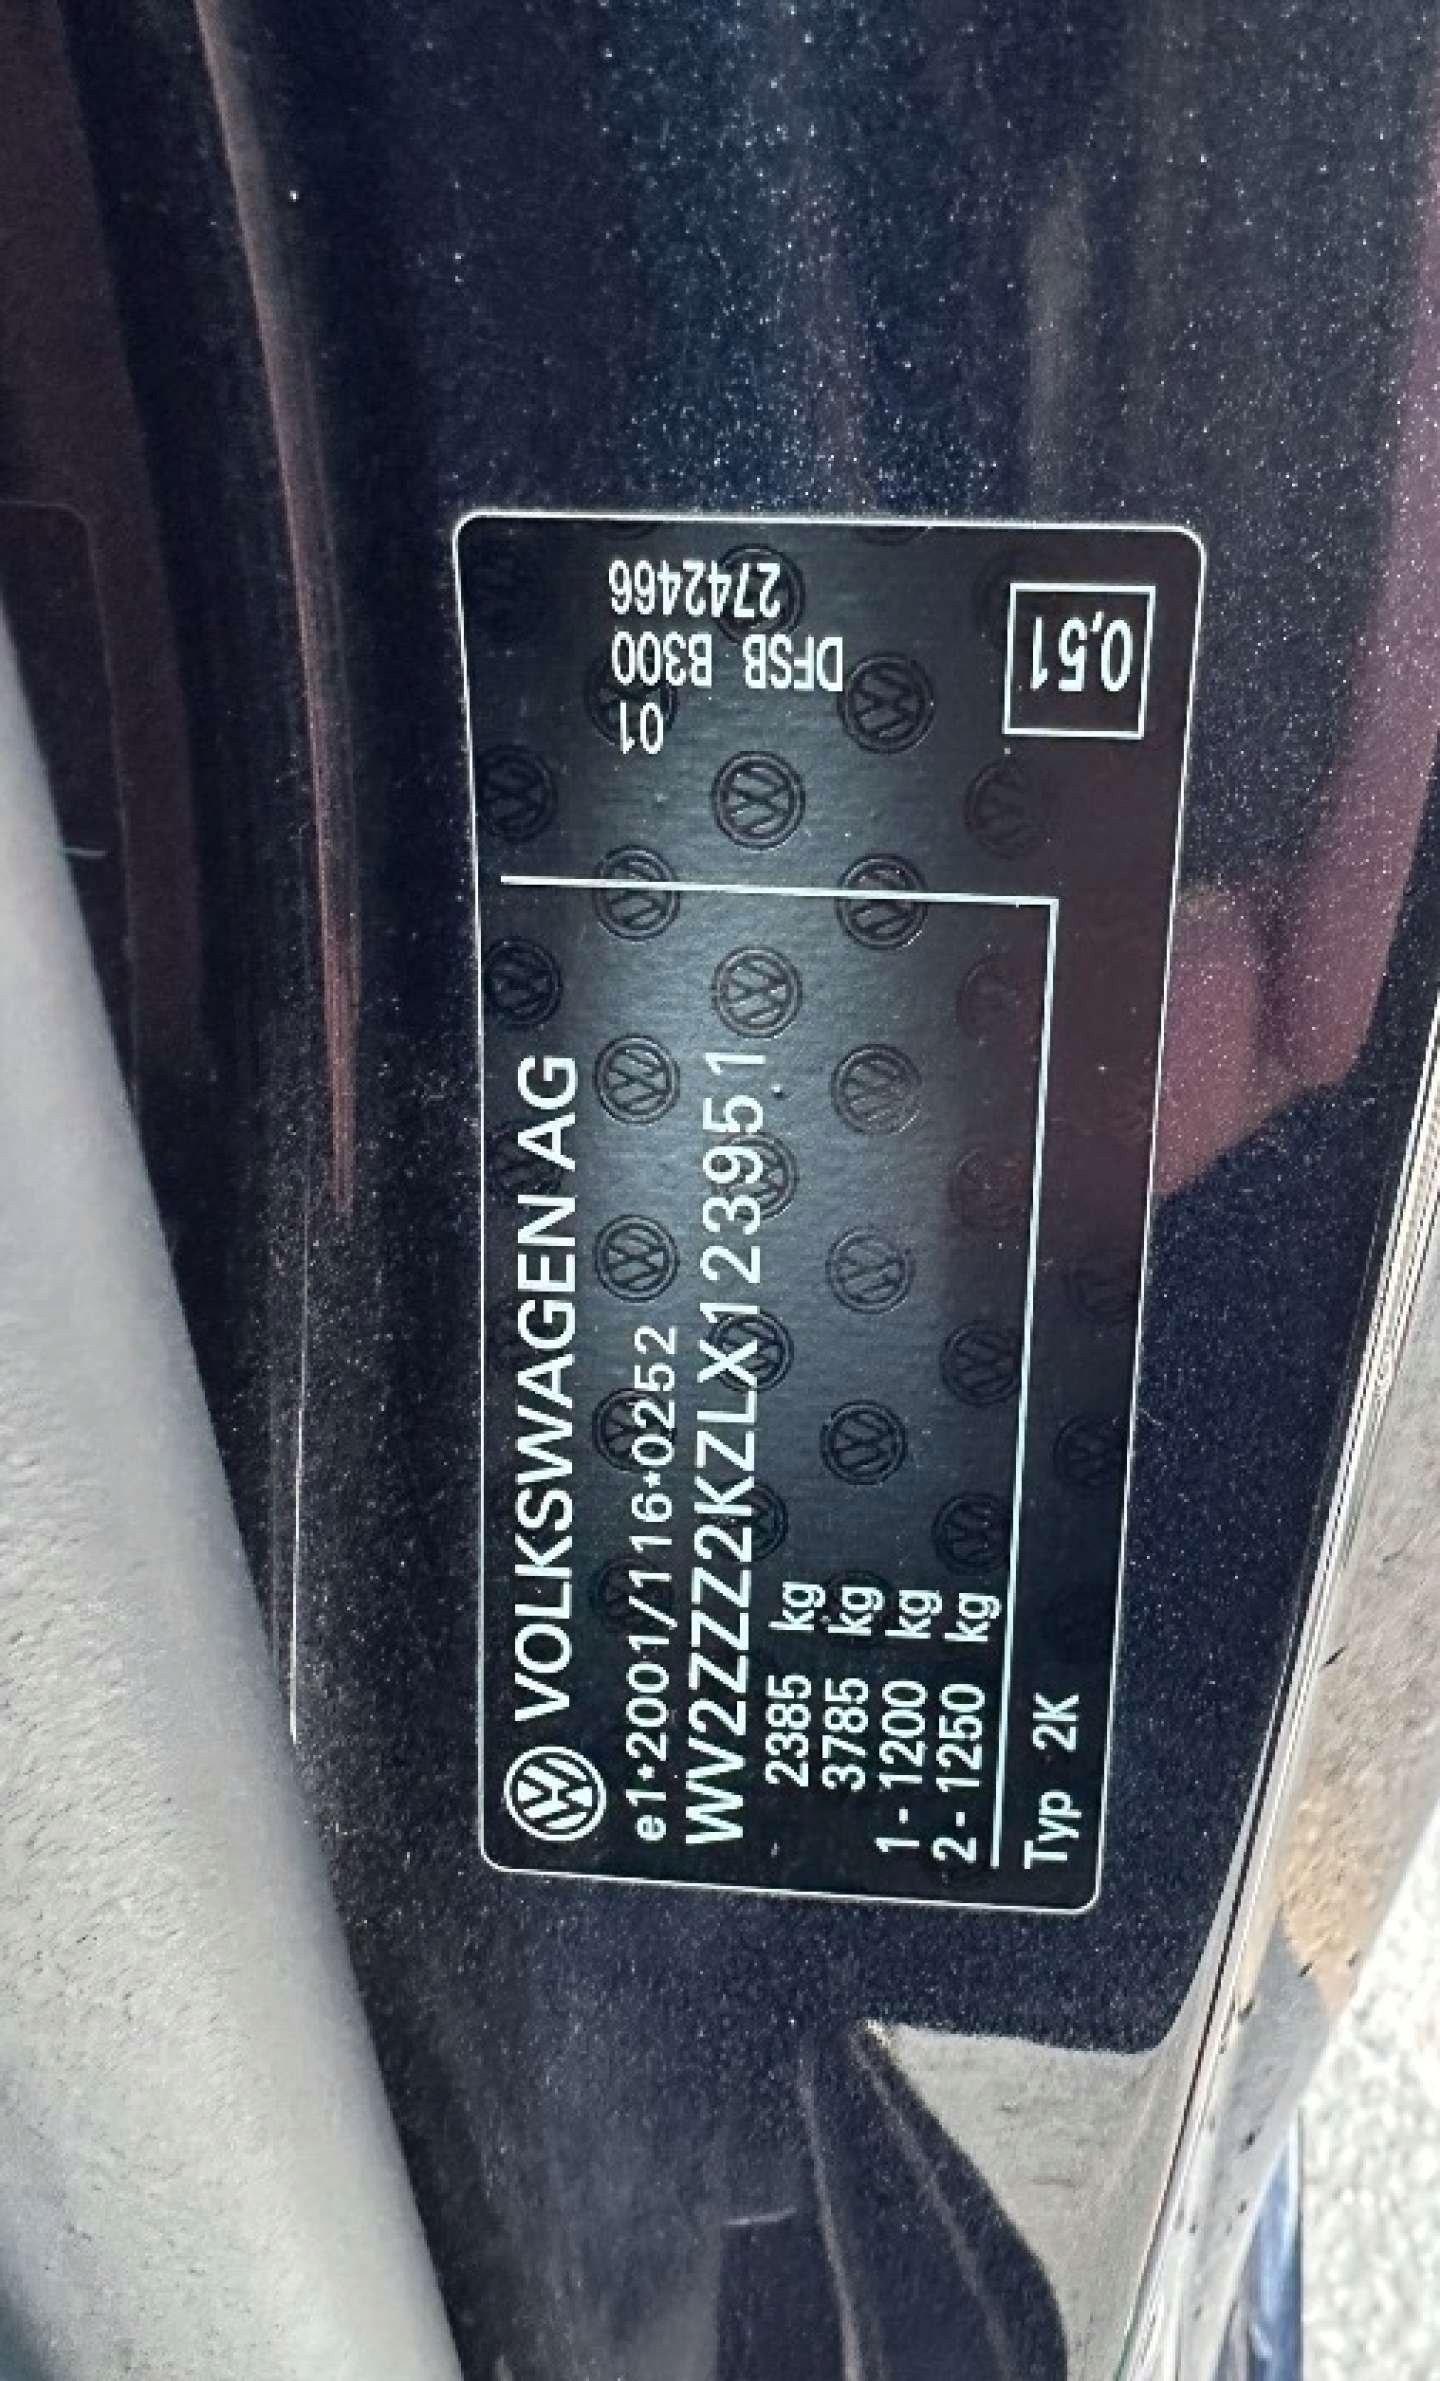 VOLKSWAGEN AG
e1*2001/116*0252
WV2ZZZ2KZLX123951
2385 kg
3785 kg
1- 1200 kg
2- 1250 kg
Typ 2K
2742466
DFSB B300
01
0,51